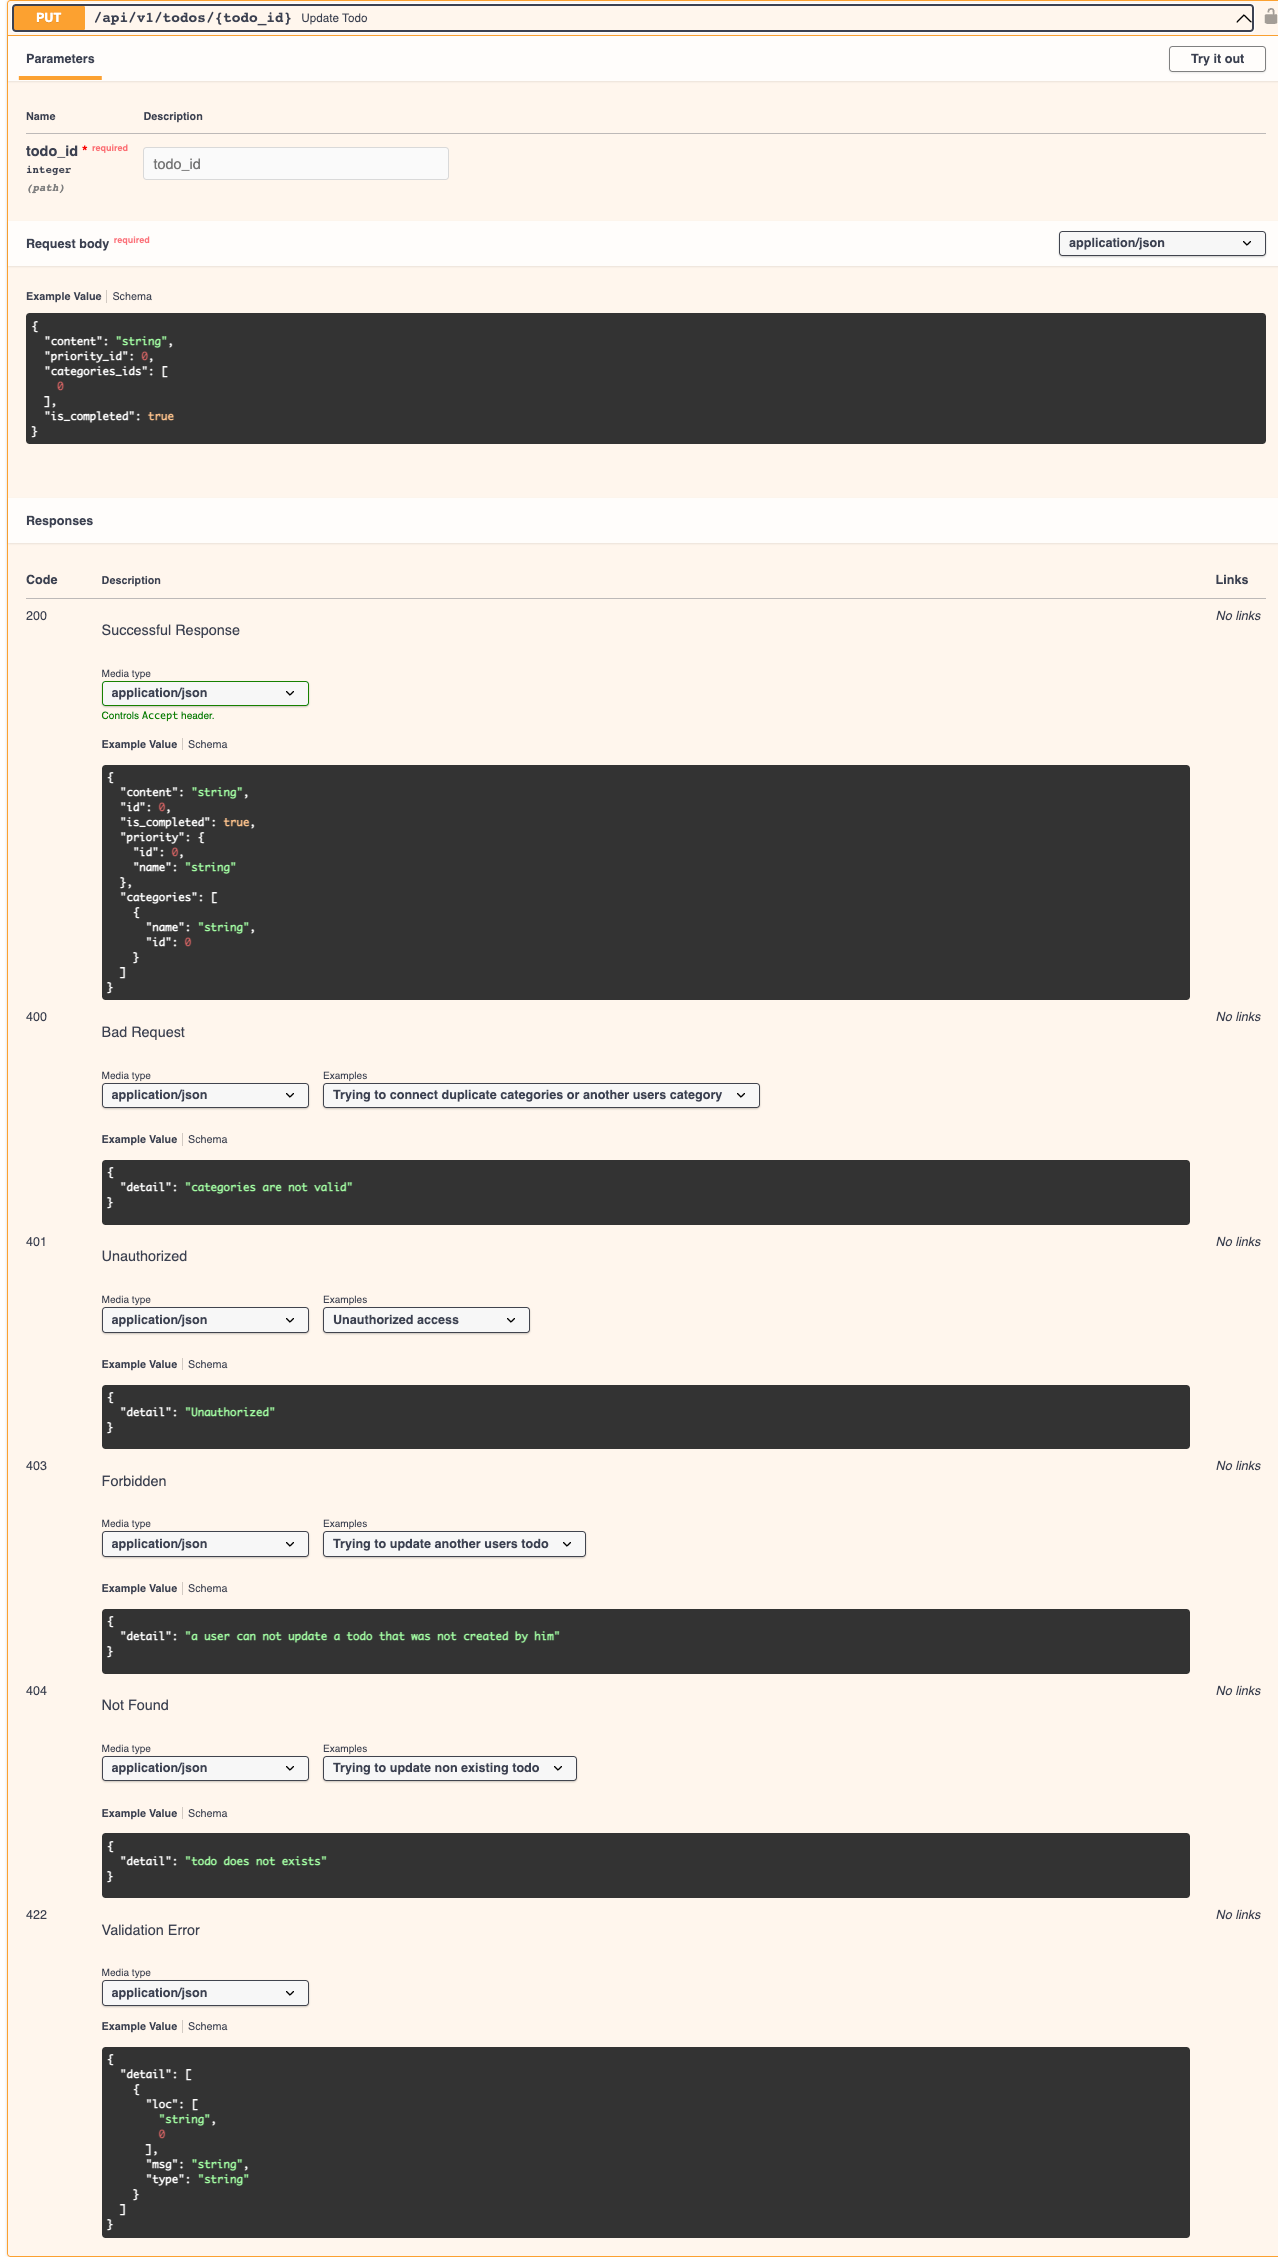 PUT /api/v1/todos/{todo_id} Update Todo
Parameters
Try it out
Name Description
todo_id * required
integer
(path)
todo_id
Request body required
application/json
Example Value Schema
{
  "content": "string",
  "priority_id": 0,
  "categories_ids": [
    0
  ],
  "is_completed": true
}
Responses
Code Description Links
200 No links
Successful Response
Media type
application/json
Controls Accept header.
Example Value Schema
{
  "content": "string",
  "id": 0,
  "is_completed": true,
  "priority": {
    "id": 0,
    "name": "string"
  },
  "categories": [
    {
      "name": "string",
      "id": 0
    }
  ]
}
400 No links
Bad Request
Media type Examples
application/json Trying to connect duplicate categories or another users category
Example Value Schema
{
  "detail": "categories are not valid"
}
401 No links
Unauthorized
Media type Examples
application/json Unauthorized access
Example Value Schema
{
  "detail": "Unauthorized"
}
403 No links
Forbidden
Media type Examples
application/json Trying to update another users todo
Example Value Schema
{
  "detail": "a user can not update a todo that was not created by him"
}
404 No links
Not Found
Media type Examples
application/json Trying to update non existing todo
Example Value Schema
{
  "detail": "todo does not exists"
}
422 No links
Validation Error
Media type
application/json
Example Value Schema
{
  "detail": [
    {
      "loc": [
        "string",
        0
      ],
      "msg": "string",
      "type": "string"
    }
  ]
}